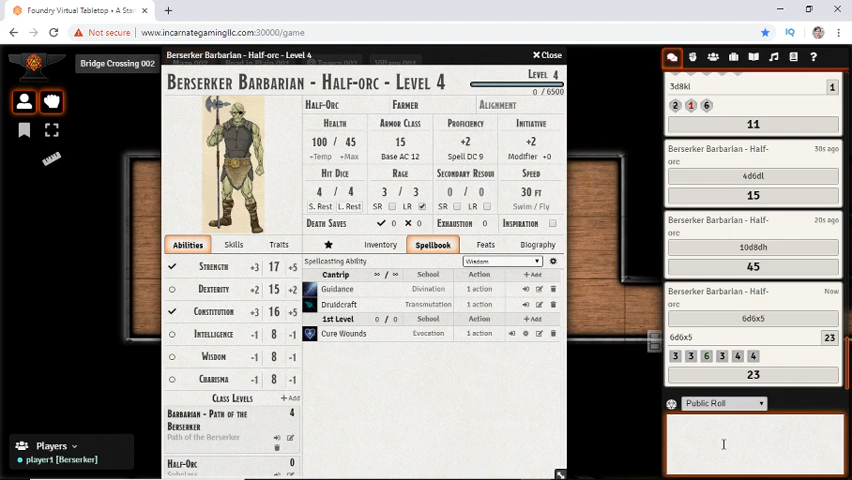 Foundry Virtual Tabletop • A Sta
Not secure
www.incarnategamingllc.com:30000/game
IQ
Bridge Crossing 002
Berserker Barbarian - Half-orc - Level 4
Close
Berserker Barbarian - Half-orc - Level 4
Level 4
0 / 6500
Half-Orc
Farmer
Alignment
Health
Armor Class
Proficiency
Initiative
100 / 45
15
+2
+2
+Temp
+Max
Base AC 12
Spell DC 9
Modifier +0
Hit Dice
Rage
Secondary Resou
Speed
4 / 4
3 / 3
0 / 0
30 ft
S. Rest
L. Rest
SR
LR
SR
LR
Swim / Fly
Death Saves
0
0
Exhaustion
0
Inspiration
Abilities
Skills
Traits
Inventory
Spellbook
Feats
Biography
Strength +3 17 +5
Dexterity +2 15 +2
Constitution +3 16 +5
Intelligence -1 8 -1
Wisdom -1 8 -1
Charisma -1 8 -1
Class Levels
+Add
Barbarian - Path of the Berserker
4
Path of the Berserker
Half-Orc
0
Spellcasting Ability
Wisdom
Cantrip ∞ / ∞ School Action +Add
Guidance Divination 1 action
Druidcraft Transmutation 1 action
1st Level 0 / 0 School Action +Add
Cure Wounds Evocation 1 action
3d8kl
1
2 1 6
11
Berserker Barbarian - Half-orc
30s ago
4d6dl
15
Berserker Barbarian - Half-orc
20s ago
10d8dh
45
Berserker Barbarian - Half-orc
Now
6d6x5
6d6x5
23
3 3 6 3 4 4
23
Public Roll
Players
player1 [Berserker]